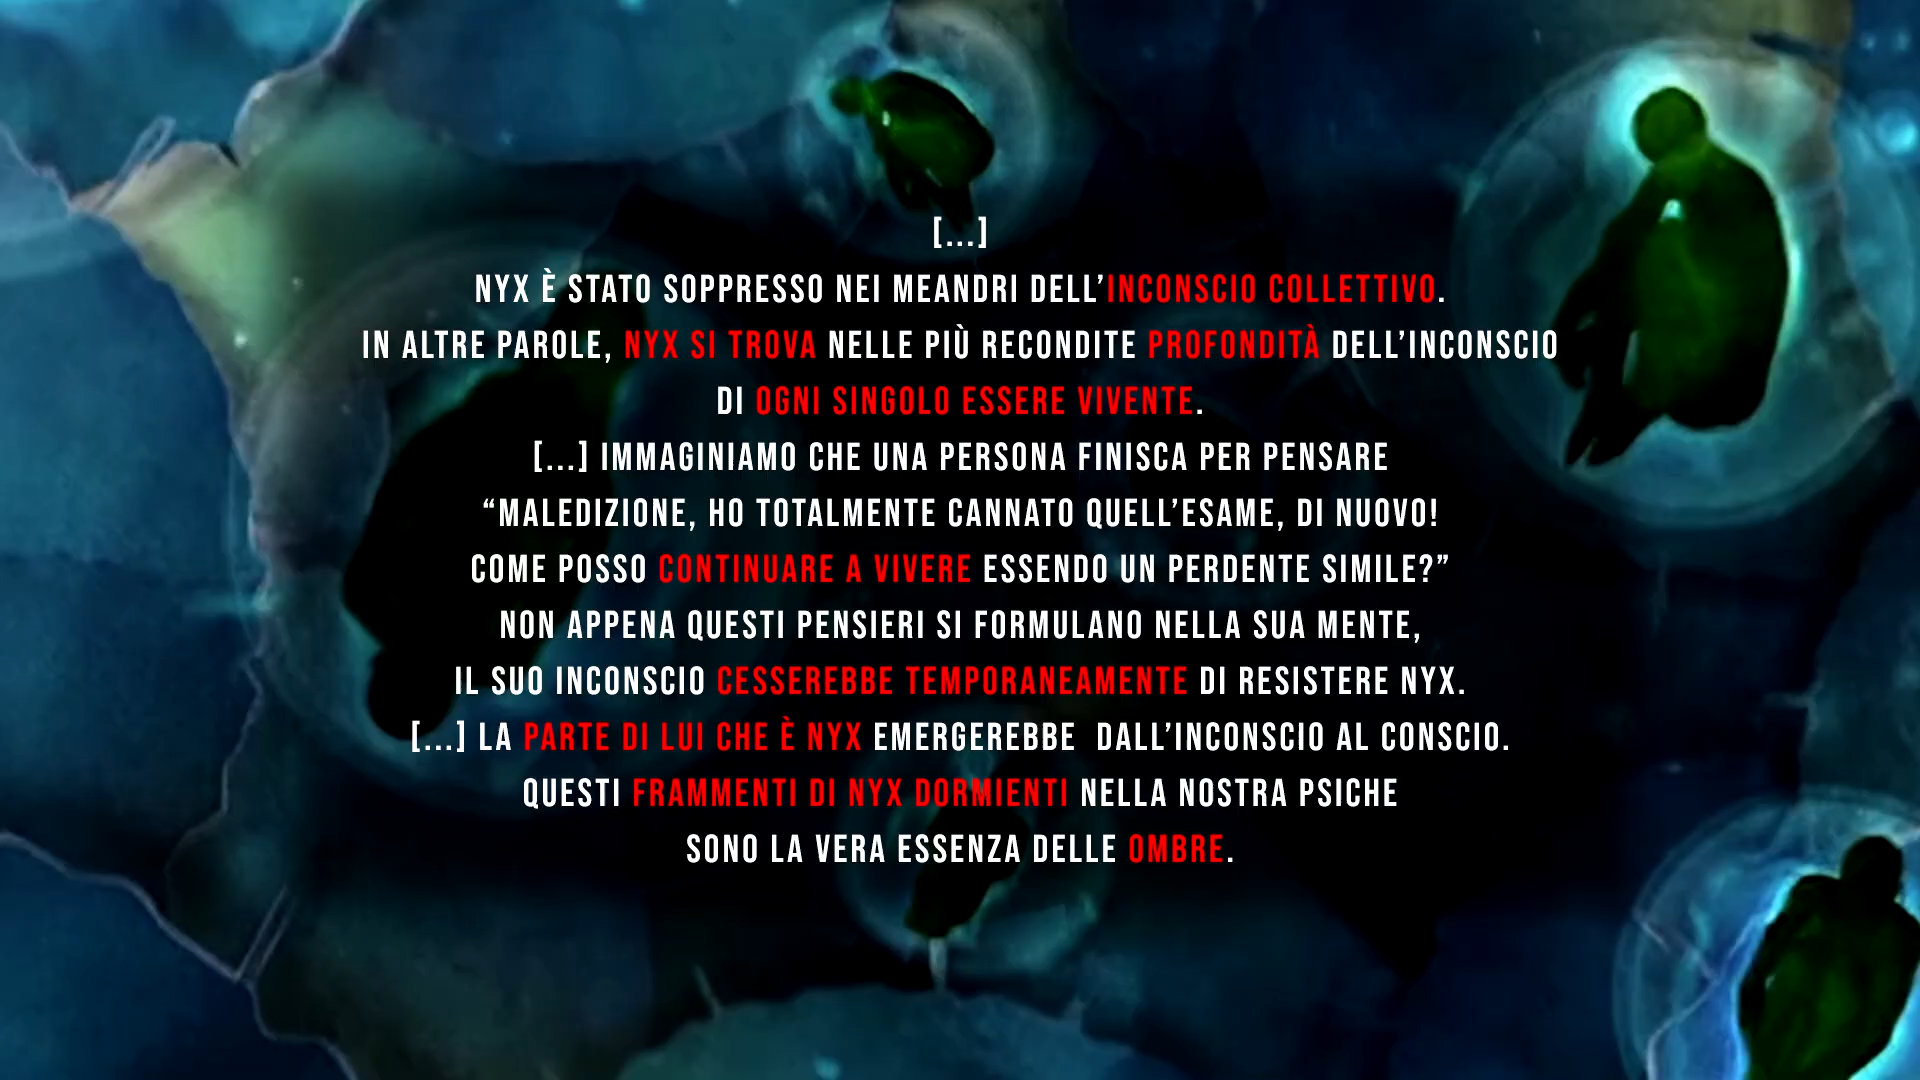 [...]
NYX È STATO SOPPRESSO NEI MEANDRI DELL’INCONSCIO COLLETTIVO.
IN ALTRE PAROLE, NYX SI TROVA NELLE PIÙ RECONDITE PROFONDITÀ DELL’INCONSCIO
DI OGNI SINGOLO ESSERE VIVENTE.
[...] IMMAGINIAMO CHE UNA PERSONA FINISCA PER PENSARE
“MALEDIZIONE, HO TOTALMENTE CANNATO QUELL’ESAME, DI NUOVO!
COME POSSO CONTINUARE A VIVERE ESSENDO UN PERDENTE SIMILE?”
NON APPENA QUESTI PENSIERI SI FORMULANO NELLA SUA MENTE,
IL SUO INCONSCIO CESSEREBBE TEMPORANEAMENTE DI RESISTERE NYX.
[...] LA PARTE DI LUI CHE È NYX EMERGEREBBE  DALL’INCONSCIO AL CONSCIO.
QUESTI FRAMMENTI DI NYX DORMIENTI NELLA NOSTRA PSICHE
SONO LA VERA ESSENZA DELLE OMBRE.